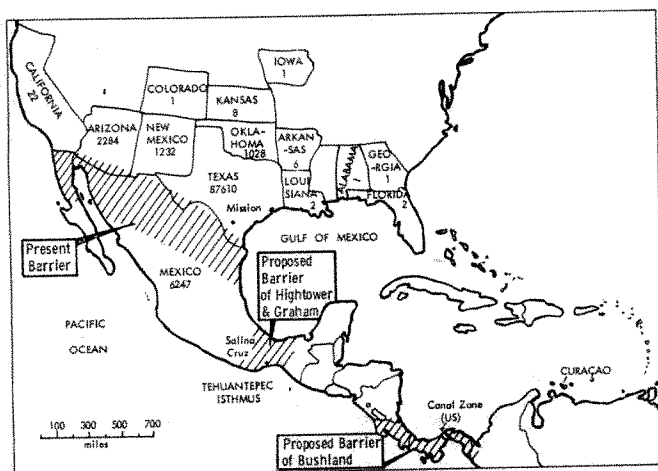 IOWA
1
CALIFORNIA
22
COLORADO
1
KANSAS
8
ARIZONA
2284
NEW
MEXICO
1232
OKLA-
HOMA
1028
ARKAN
-SAS
6
ALABAMA
GEO-
RGIA
1
TEXAS
87610
LOUI
SIANA
2
FLORIDA
2
Mission
GULF OF MEXICO
Present
Barrier
MEXICO
6247
Proposed
Barrier
of Hightower
& Graham
PACIFIC
OCEAN
Salina
Cruz
TEHUANTEPEC
ISTHMUS
CURAÇAO
Canal Zone
(US)
100 300 500 700
miles
Proposed Barrier
of Bushland